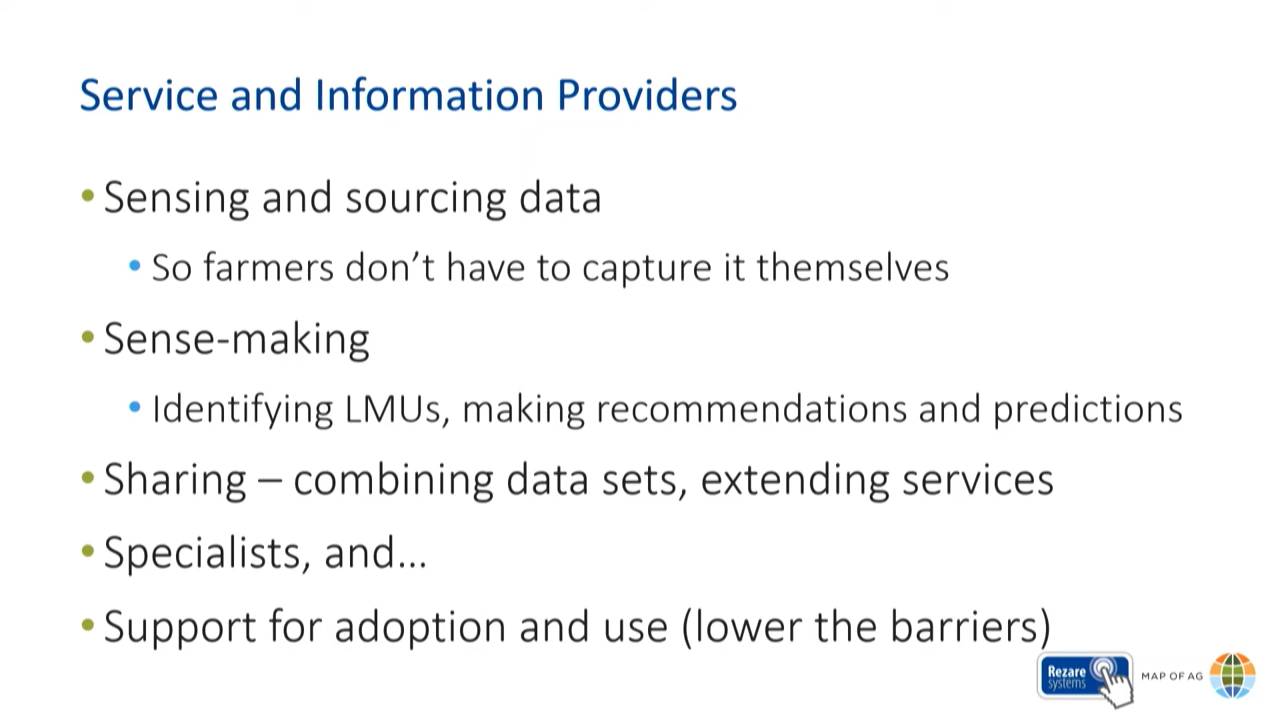 Service and Information Providers
• Sensing and sourcing data
• So farmers don’t have to capture it themselves
• Sense-making
• Identifying LMUs, making recommendations and predictions
• Sharing – combining data sets, extending services
• Specialists, and…
• Support for adoption and use (lower the barriers)
Rezare
systems
MAP OF AG